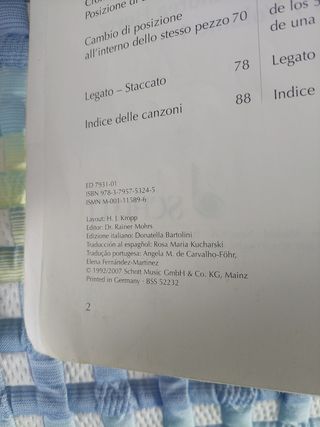 Posizione di
Cambio di posizione
all'interno dello stesso pezzo 70
Legato – Staccato 78
Indice delle canzoni 88
de los
de una
Legato
Indice
ED 7931-01
ISBN 978-3-7957-5324-5
ISMN M-001-11589-6
Layout: H. J. Kropp
Editor: Dr. Rainer Mohrs
Edizione italiano: Donatella Bartolini
Traducción al espagñol: Rosa Maria Kucharski
Tradução portugesa: Angela M. de Carvalho-Föhr,
Elena Fernández-Martinez
© 1992/2007 Schott Music GmbH & Co. KG, Mainz
Printed in Germany · BSS 52232
2